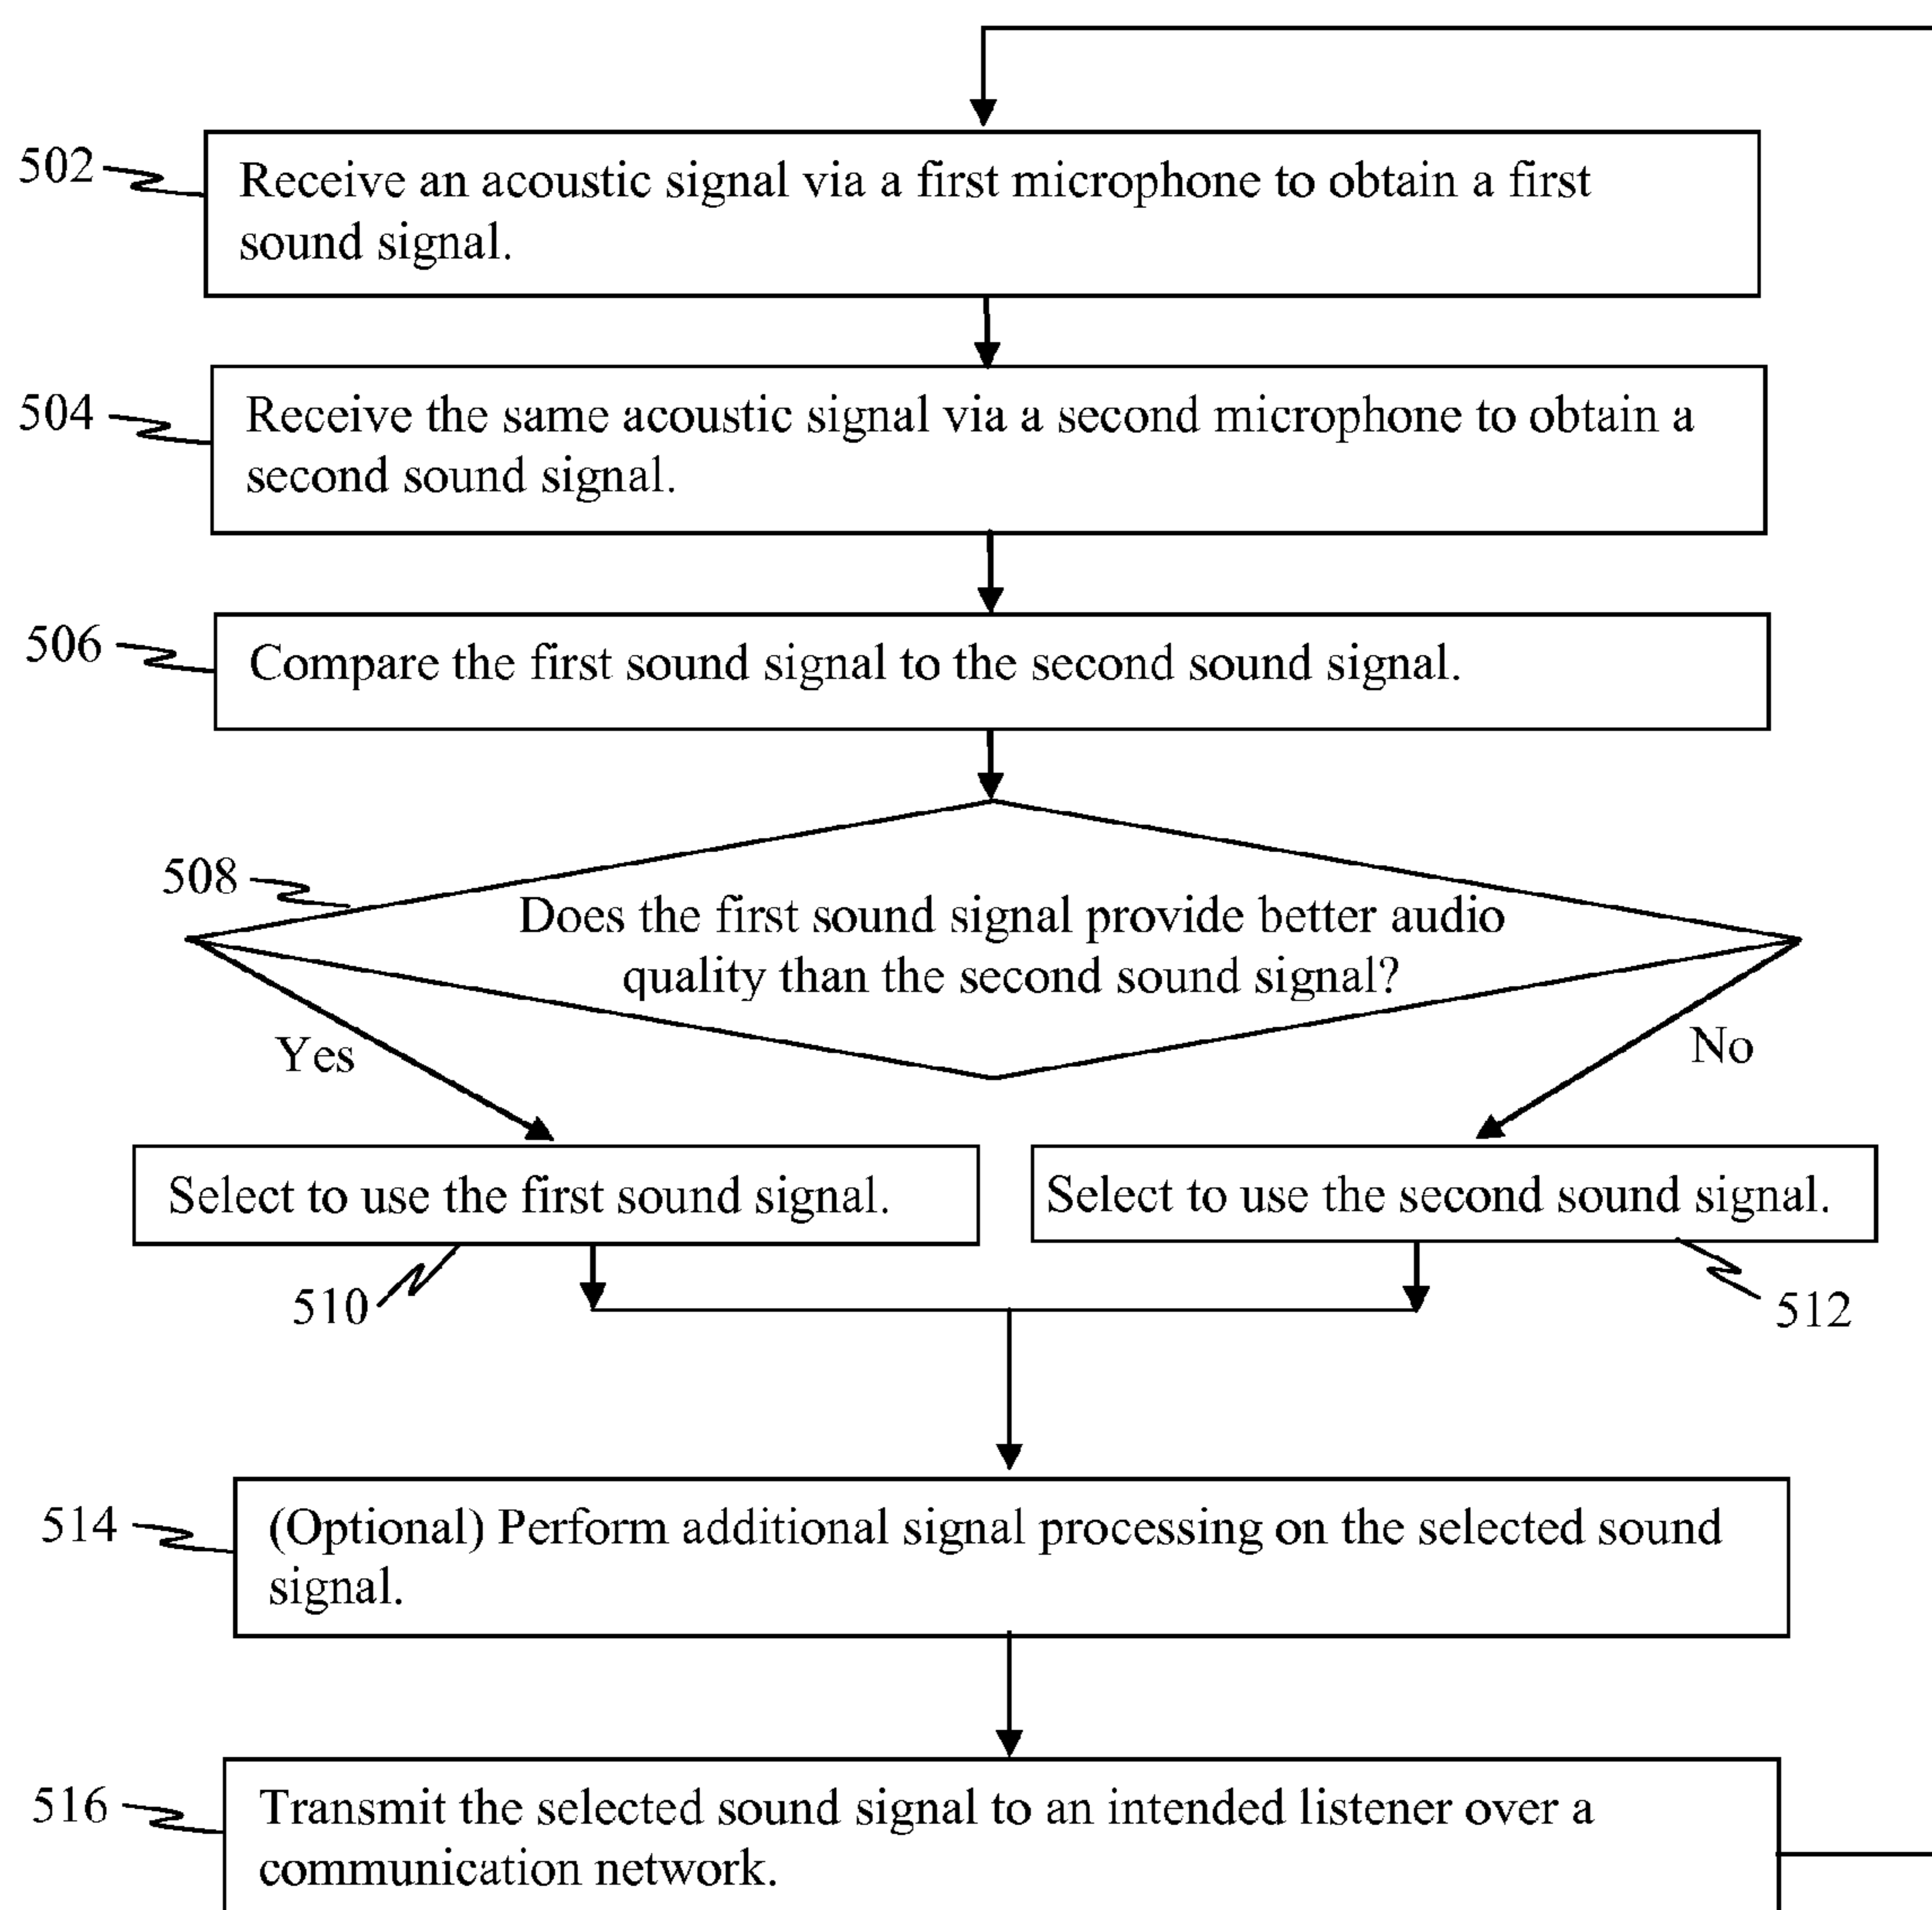 502
Receive an acoustic signal via a first microphone to obtain a first
sound signal.
504
Receive the same acoustic signal via a second microphone to obtain a
second sound signal.
506
Compare the first sound signal to the second sound signal.
508
Does the first sound signal provide better audio
quality than the second sound signal?
Yes
No
Select to use the first sound signal.
Select to use the second sound signal.
510
512
514
(Optional) Perform additional signal processing on the selected sound
signal.
516
Transmit the selected sound signal to an intended listener over a
communication network.